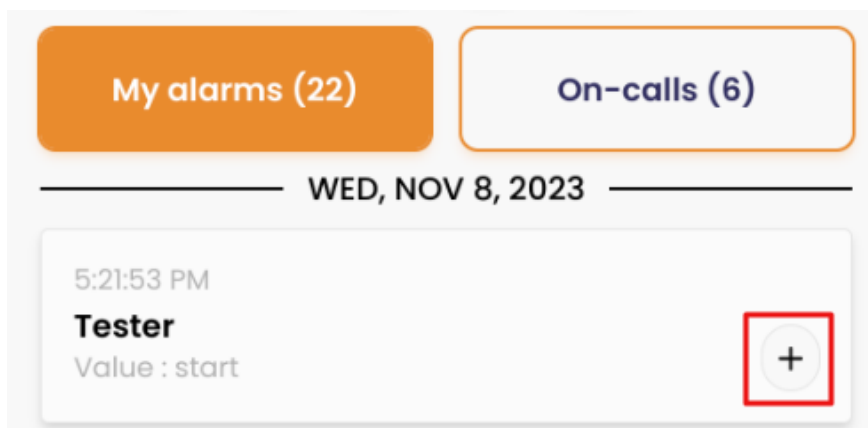 My alarms (22)
On-calls (6)
WED, NOV 8, 2023
5:21:53 PM
Tester
Value : start
+